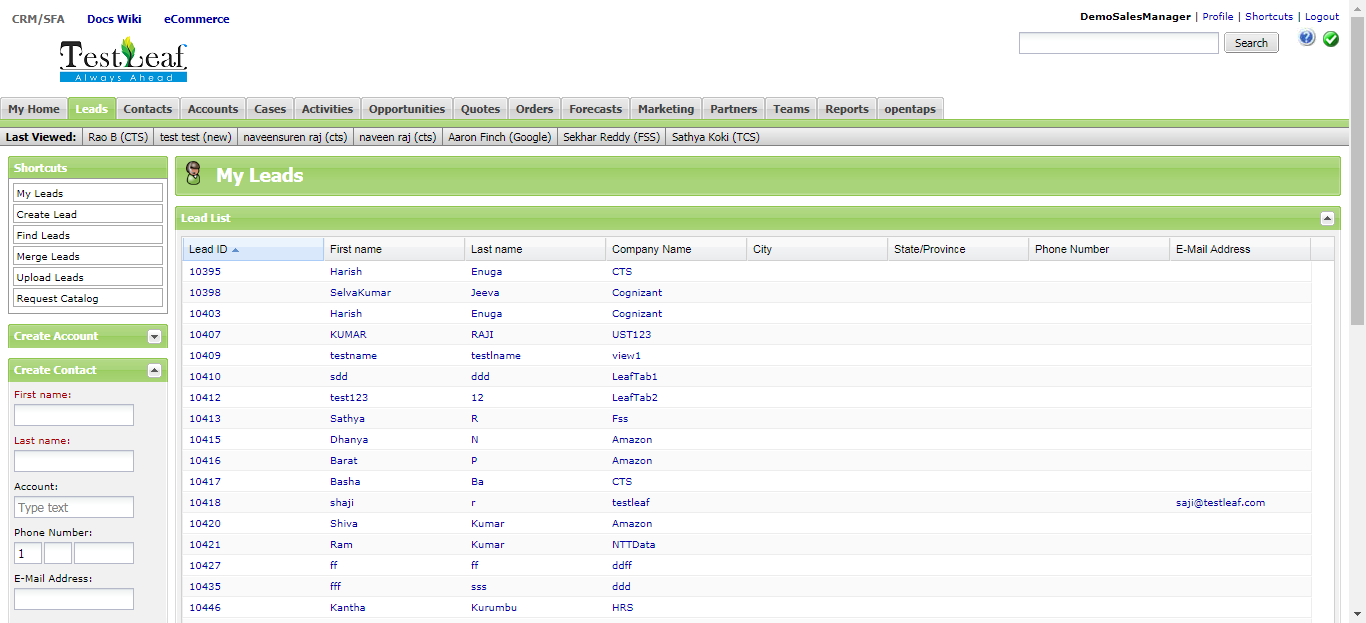 CRM/SFA Docs Wiki eCommerce
DemoSalesManager | Profile | Shortcuts | Logout
TestLeaf
Always Ahead
Search
My Home Leads Contacts Accounts Cases Activities Opportunities Quotes Orders Forecasts Marketing Partners Teams Reports opentaps
Last Viewed: Rao B (CTS) test test (new) naveensuren raj (cts) naveen raj (cts) Aaron Finch (Google) Sekhar Reddy (FSS) Sathya Koki (TCS)
Shortcuts
My Leads
Create Lead
Find Leads
Merge Leads
Upload Leads
Request Catalog
Create Account
Create Contact
First name:
Last name:
Account:
Type text
Phone Number:
1
E-Mail Address:
My Leads
Lead List
Lead ID First name Last name Company Name City State/Province Phone Number E-Mail Address
10395 Harish Enuga CTS
10398 SelvaKumar Jeeva Cognizant
10403 Harish Enuga Cognizant
10407 KUMAR RAJI UST123
10409 testname testlname view1
10410 sdd ddd LeafTab1
10412 test123 12 LeafTab2
10413 Sathya R Fss
10415 Dhanya N Amazon
10416 Barat P Amazon
10417 Basha Ba CTS
10418 shaji r testleaf saji@testleaf.com
10420 Shiva Kumar Amazon
10421 Ram Kumar NTTData
10427 ff ff ddff
10435 fff sss ddd
10446 Kantha Kurumbu HRS